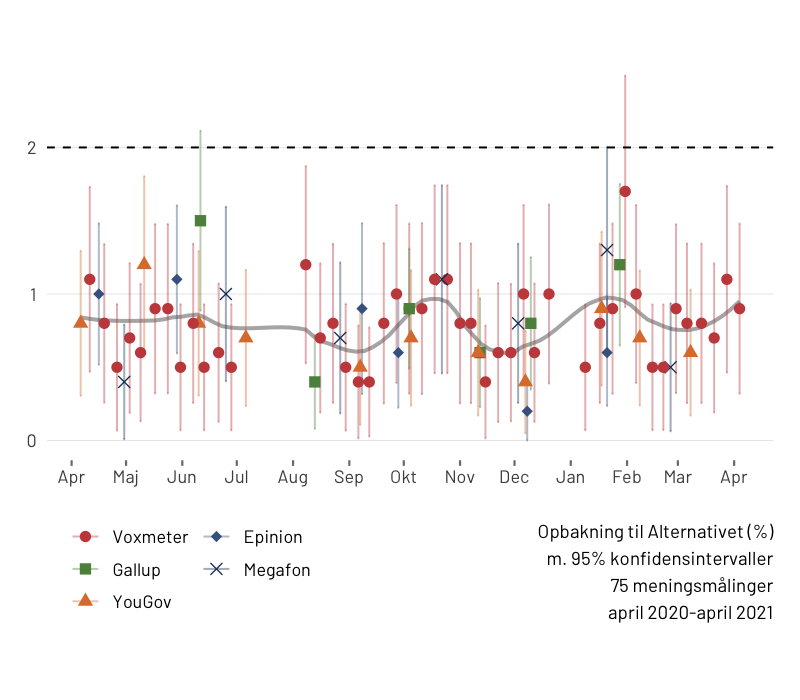 2
1
0
Apr Maj Jun Jul Aug Sep Okt Nov Dec Jan Feb Mar Apr
Voxmeter Epinion
Gallup Megafon
YouGov
Opbakning til Alternativet (%)
m. 95% konfidensintervaller
75 meningsmålinger
april 2020-april 2021